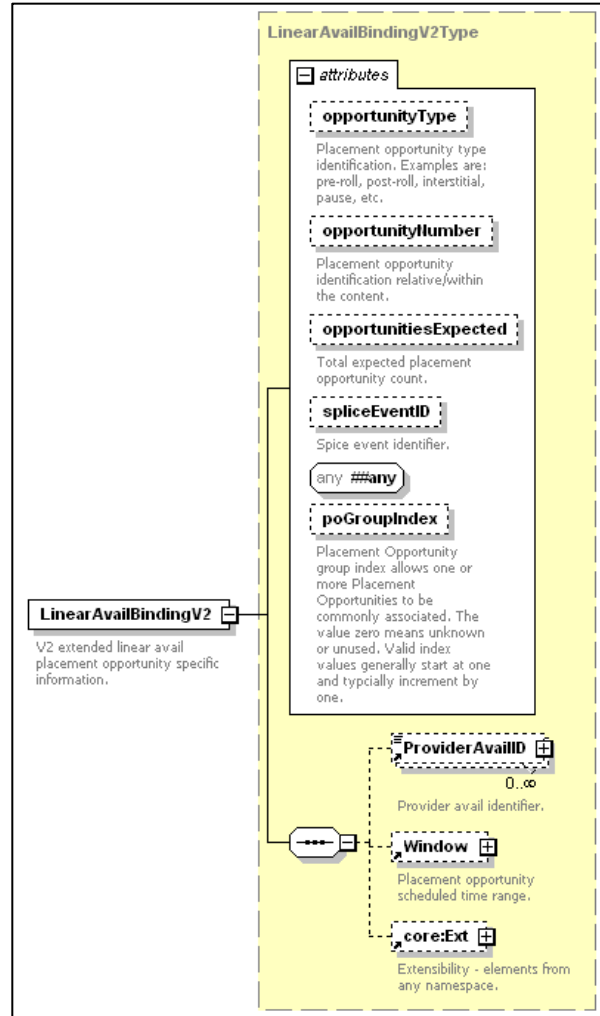 LinearAvailBindingV2Type
attributes
opportunityType
Placement opportunity type
identification. Examples are:
pre-roll, post-roll, interstitial,
pause, etc.
opportunityNumber
Placement opportunity
identification relative/within
the content.
opportunitiesExpected
Total expected placement
opportunity count.
spliceEventID
Spice event identifier.
any ##any
poGroupIndex
Placement Opportunity
group index allows one or
more Placement
Opportunities to be
commonly associated. The
value zero means unknown
or unused. Valid index
values generally start at one
and typcially increment by
one.
LinearAvailBindingV2
V2 extended linear avail
placement opportunity specific
information.
ProviderAvailID
0..∞
Provider avail identifier.
Window
Placement opportunity
scheduled time range.
core:Ext
Extensibility - elements from
any namespace.